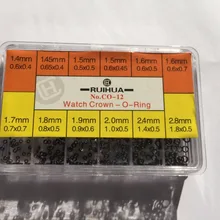 1.4mm 1.45mm 1.5mm 1.5mm 1.6mm 1.6mm
0.6x0.4 0.65x0.4 0.5x0.5 0.6x0.45 0.6x0.5 0.6x0.7
RUIHUA
No.CO-12
Watch Crown - O-Ring
1.7mm 1.8mm 1.9mm 2.0mm 2.4mm 2.8mm
0.7x0.7 0.8x0.5 0.9x0.6 1.0x0.5 1.4x0.5 1.8x0.5